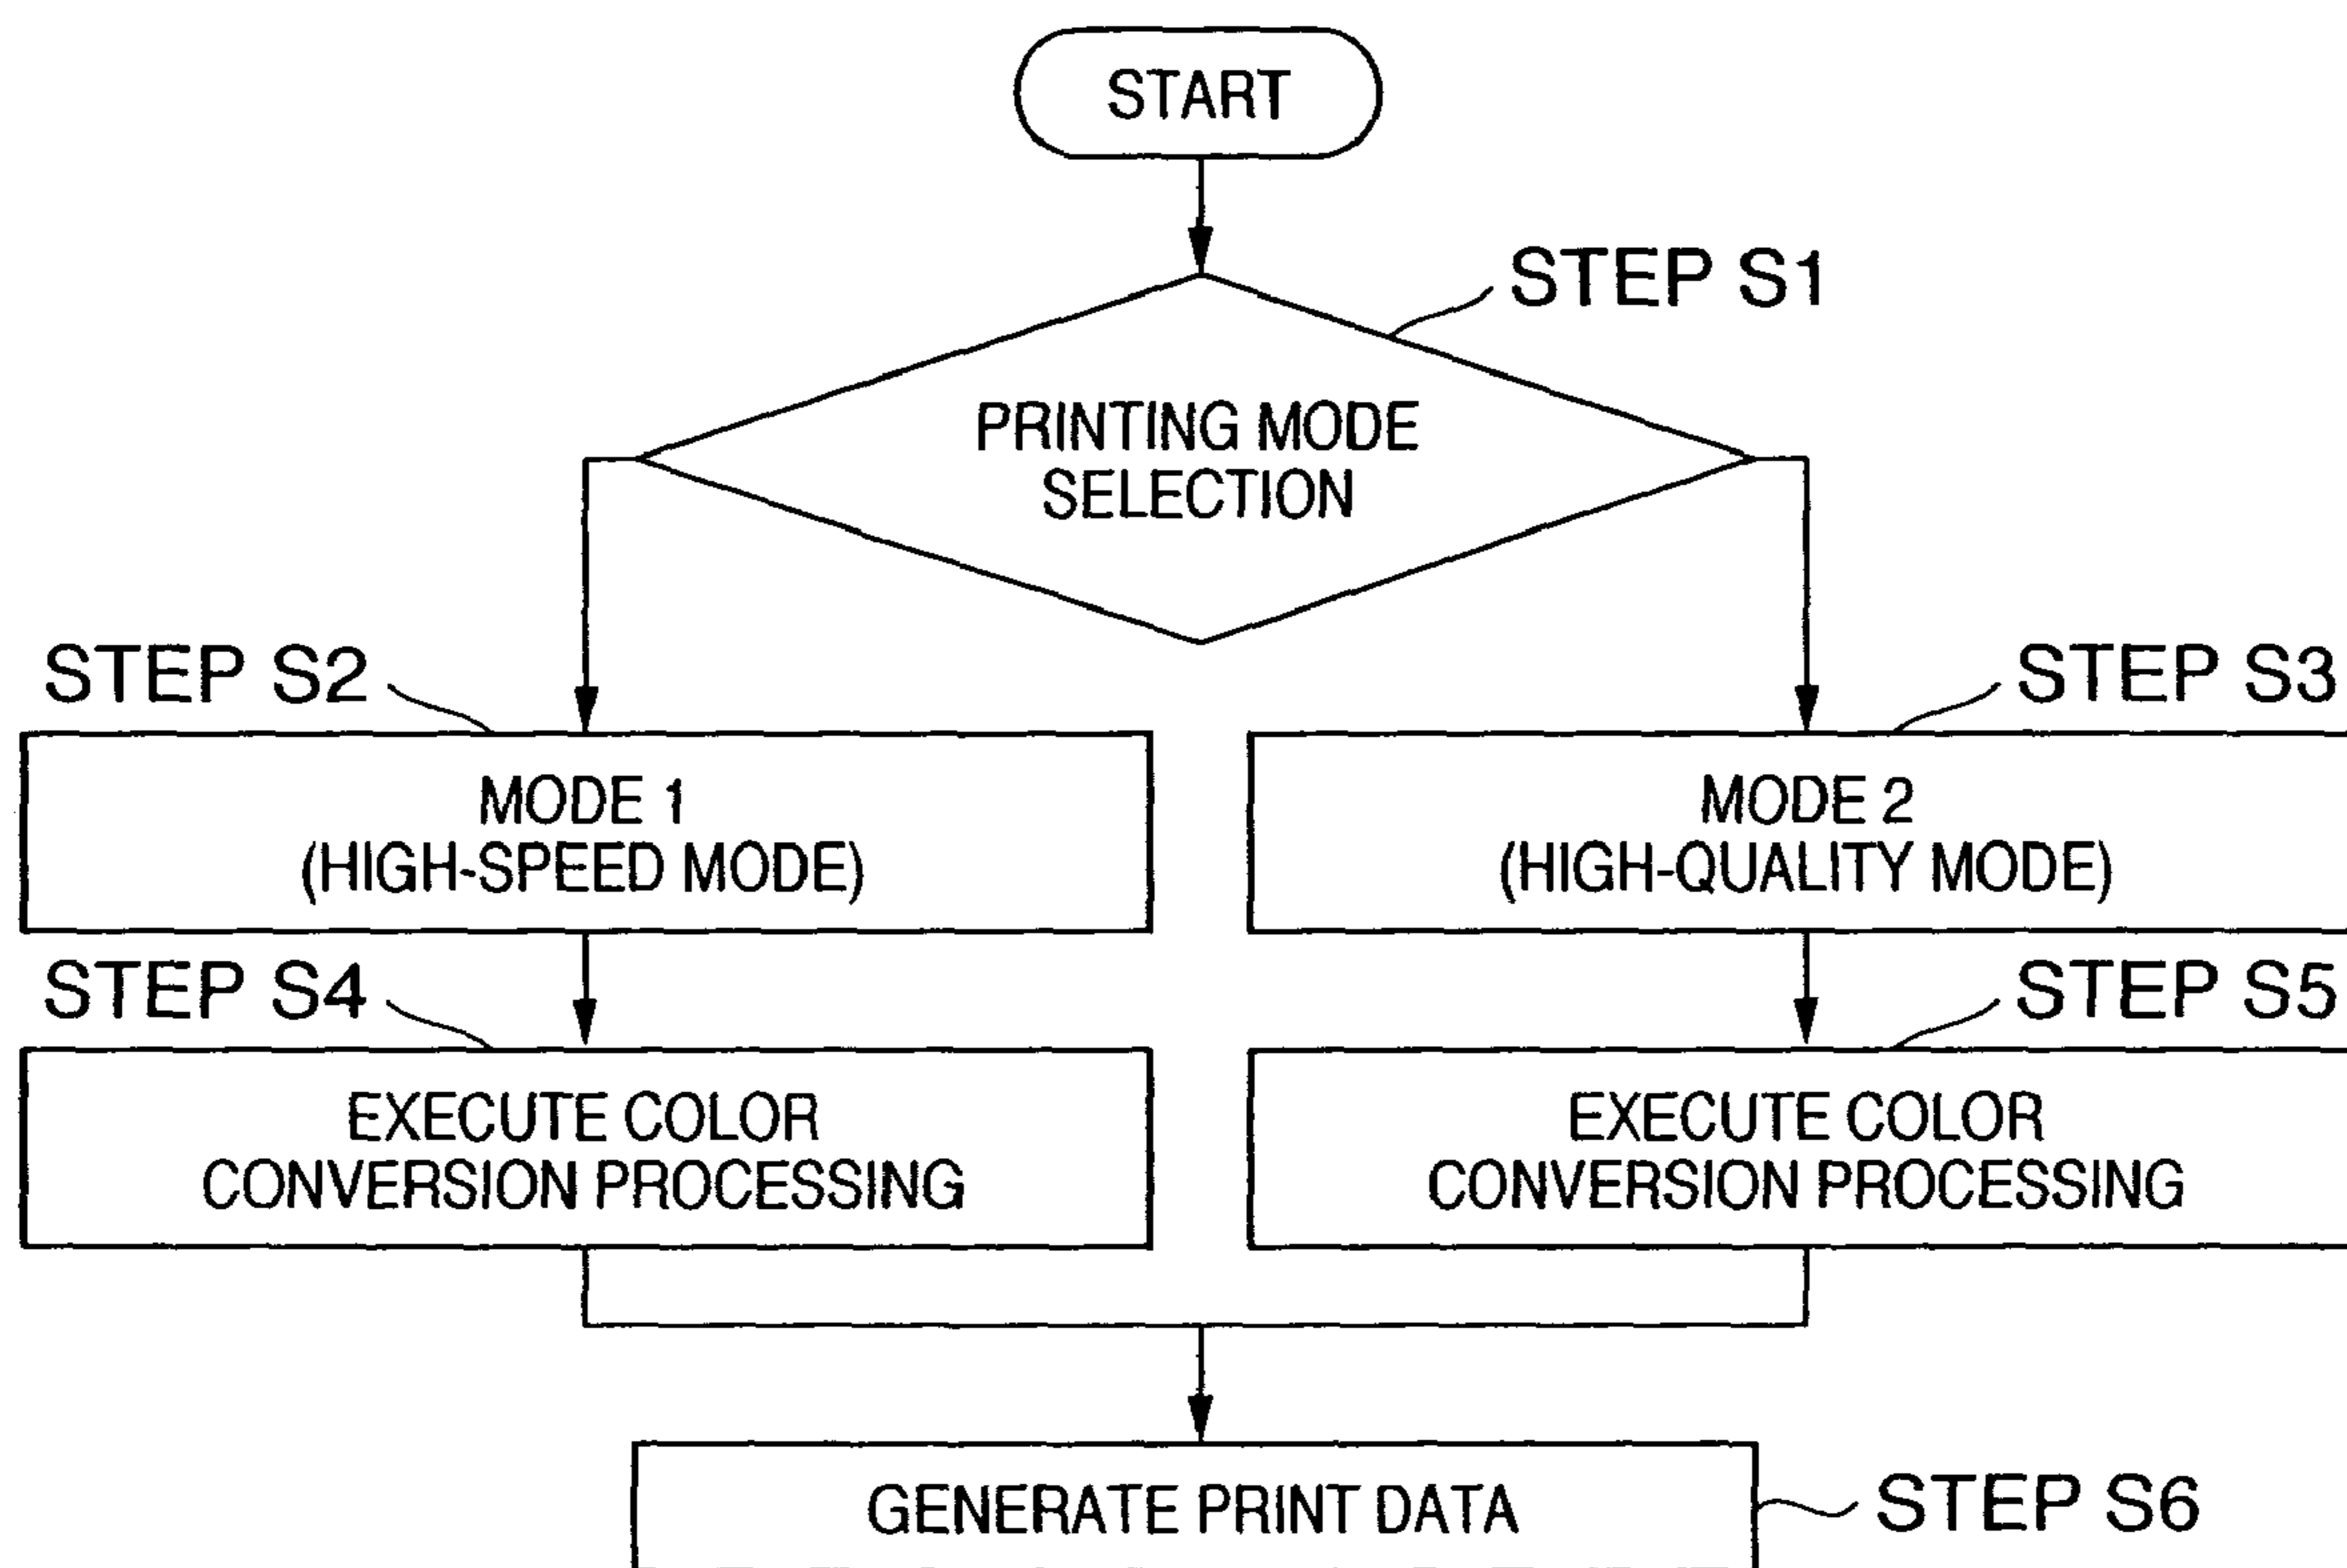 START
STEP S1
PRINTING MODE
SELECTION
STEP S2
STEP S3
MODE 1
(HIGH-SPEED MODE)
MODE 2
(HIGH-QUALITY MODE)
STEP S4
STEP S5
EXECUTE COLOR
CONVERSION PROCESSING
EXECUTE COLOR
CONVERSION PROCESSING
GENERATE PRINT DATA
STEP S6